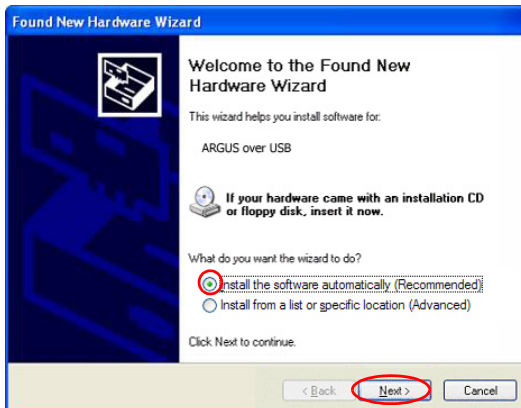 Found New Hardware Wizard
Welcome to the Found New
Hardware Wizard
This wizard helps you install software for:
ARGUS over USB
If your hardware came with an installation CD
or floppy disk, insert it now.
What do you want the wizard to do?
Install the software automatically (Recommended)
Install from a list or specific location (Advanced)
Click Next to continue.
< Back Next > Cancel